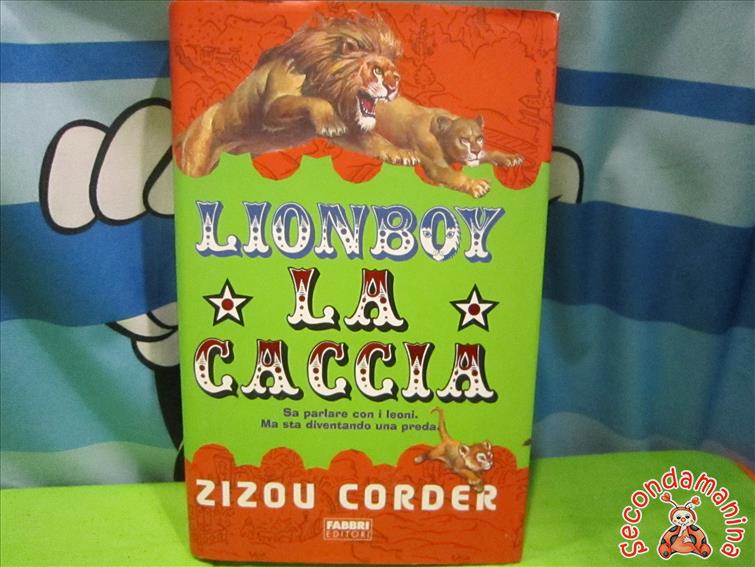 LIONBOY
LA
CACCIA
Sa parlare con i leoni.
Ma sta diventando una preda.
ZIZOU CORDER
FABBRI
EDITORI
secondamanina